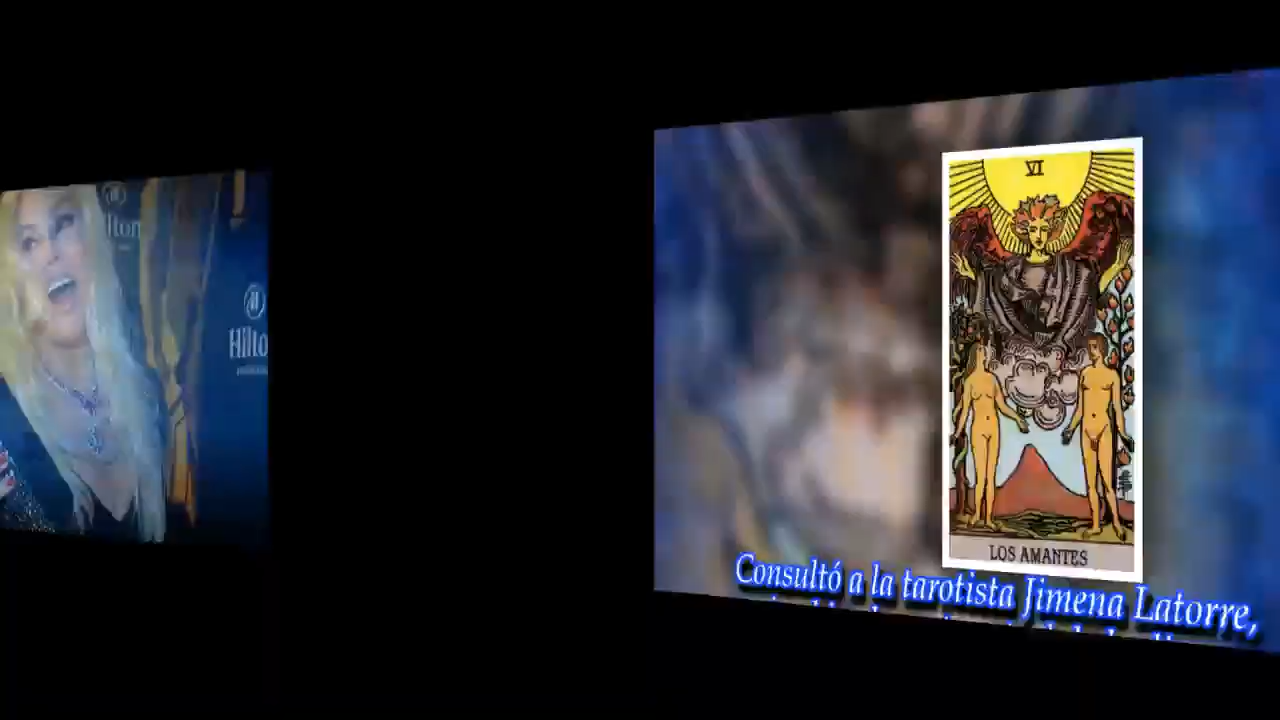 Hilton
Hilto
VI
LOS AMANTES
Consultó a la tarotista Jimena Latorre,